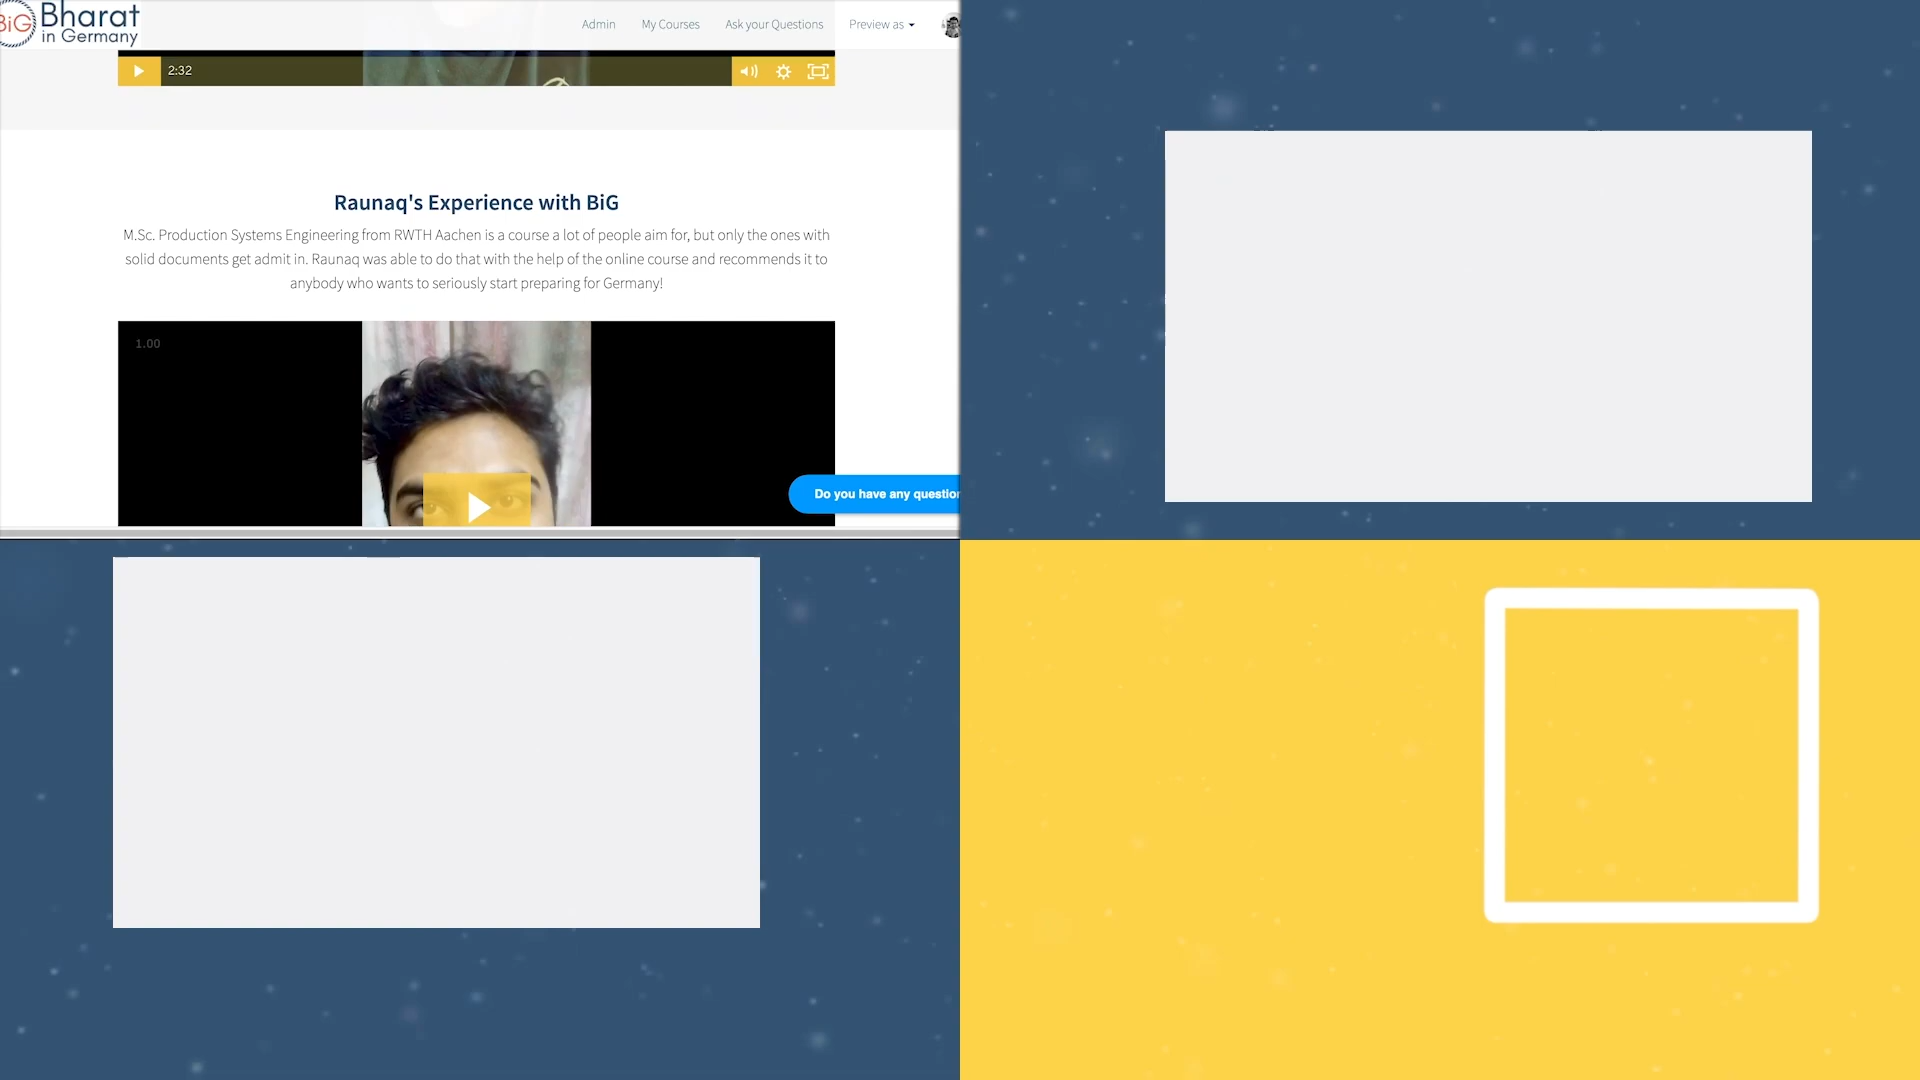 BiG Bharat
in Germany
Admin My Courses Ask your Questions Preview as
2:32
Raunaq's Experience with BiG
M.Sc. Production Systems Engineering from RWTH Aachen is a course a lot of people aim for, but only the ones with
solid documents get admit in. Raunaq was able to do that with the help of the online course and recommends it to
anybody who wants to seriously start preparing for Germany!
1.00
Do you have any question